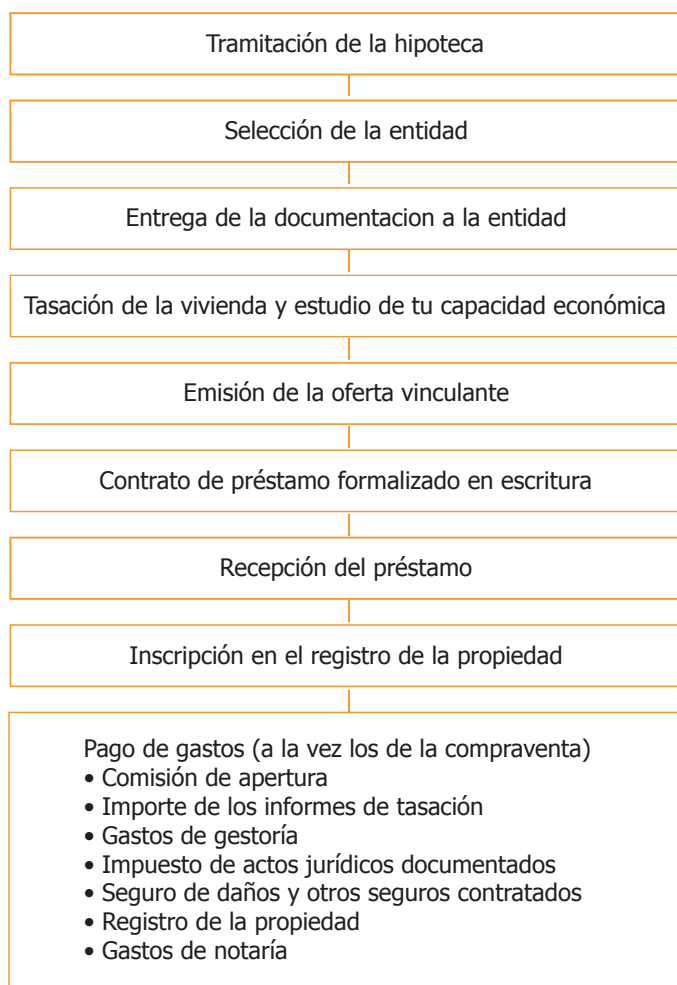 Tramitación de la hipoteca
Selección de la entidad
Entrega de la documentacion a la entidad
Tasación de la vivienda y estudio de tu capacidad económica
Emisión de la oferta vinculante
Contrato de préstamo formalizado en escritura
Recepción del préstamo
Inscripción en el registro de la propiedad
Pago de gastos (a la vez los de la compraventa)
• Comisión de apertura
• Importe de los informes de tasación
• Gastos de gestoría
• Impuesto de actos jurídicos documentados
• Seguro de daños y otros seguros contratados
• Registro de la propiedad
• Gastos de notaría